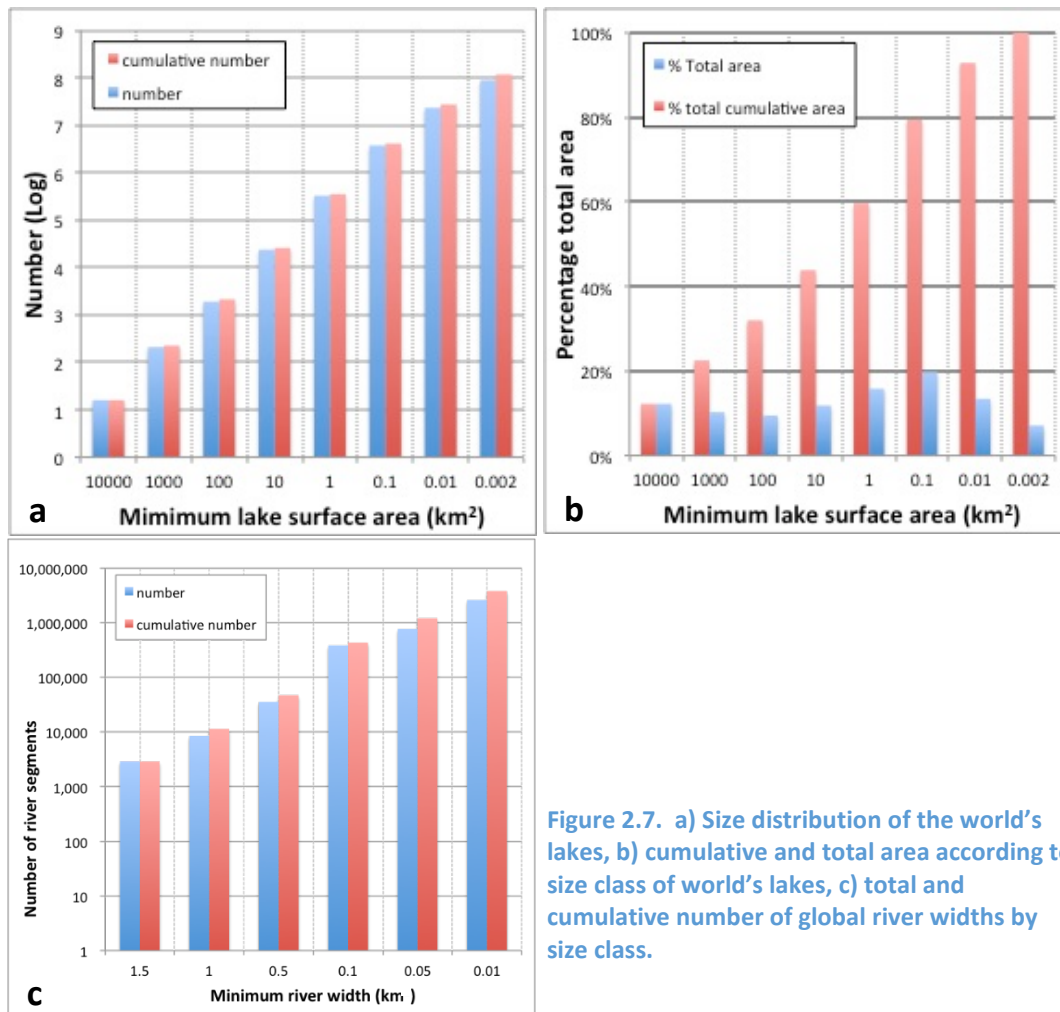 9
8
7
6
5
4
3
2
1
0
Number (Log)
cumulative number
number
10000 1000 100 10 1 0.1 0.01 0.002
a
Mimimum lake surface area (km²)
100%
80%
60%
40%
20%
0%
Percentage total area
% Total area
% total cumulative area
10000 1000 100 10 1 0.1 0.01 0.002
b
Minimum lake surface area (km²)
10,000,000
1,000,000
100,000
10,000
1,000
100
10
1
Number of river segments
number
cumulative number
1.5 1 0.5 0.1 0.05 0.01
c
Minimum river width (km )
Figure 2.7. a) Size distribution of the world's
lakes, b) cumulative and total area according t
size class of world's lakes, c) total and
cumulative number of global river widths by
size class.